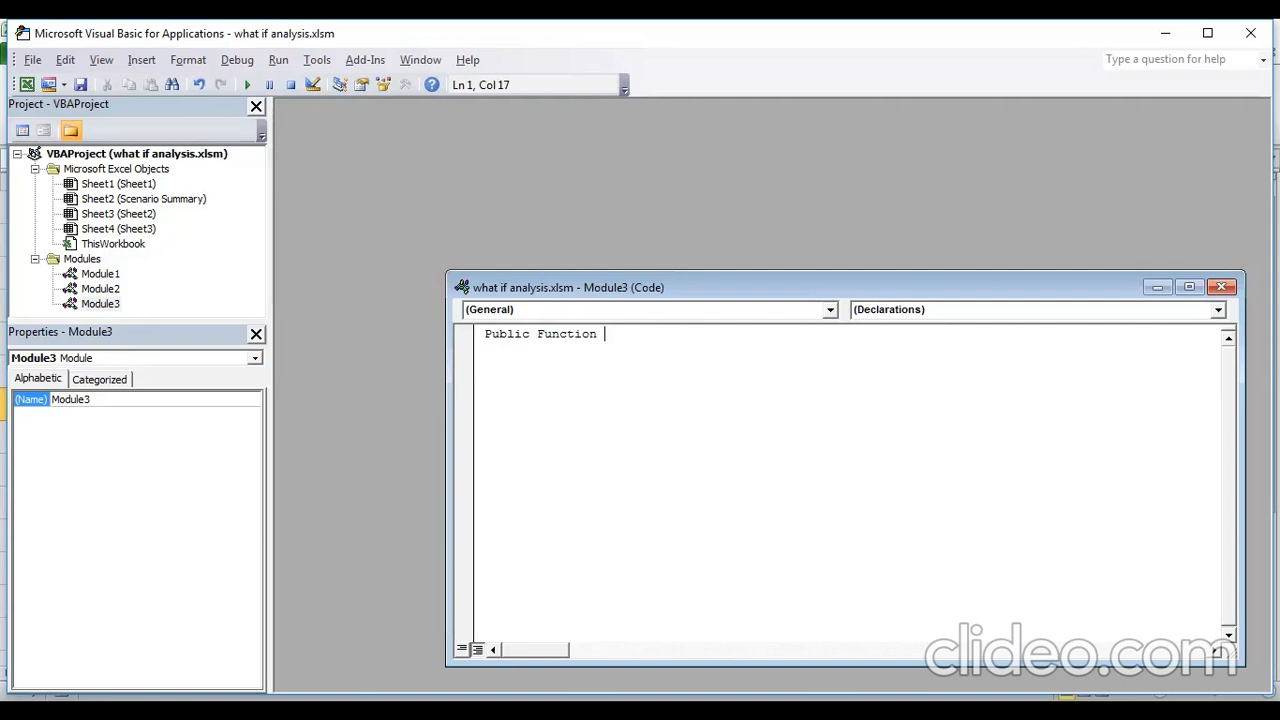 Microsoft Visual Basic for Applications - what if analysis.xlsm
File Edit View Insert Format Debug Run Tools Add-Ins Window Help
Type a question for help
Ln 1, Col 17
Project - VBAProject
VBAProject (what if analysis.xlsm)
Microsoft Excel Objects
Sheet1 (Sheet1)
Sheet2 (Scenario Summary)
Sheet3 (Sheet2)
Sheet4 (Sheet3)
ThisWorkbook
Modules
Module1
Module2
Module3
Properties - Module3
Module3 Module
Alphabetic Categorized
(Name) Module3
what if analysis.xlsm - Module3 (Code)
(General) (Declarations)
Public Function
clideo.com